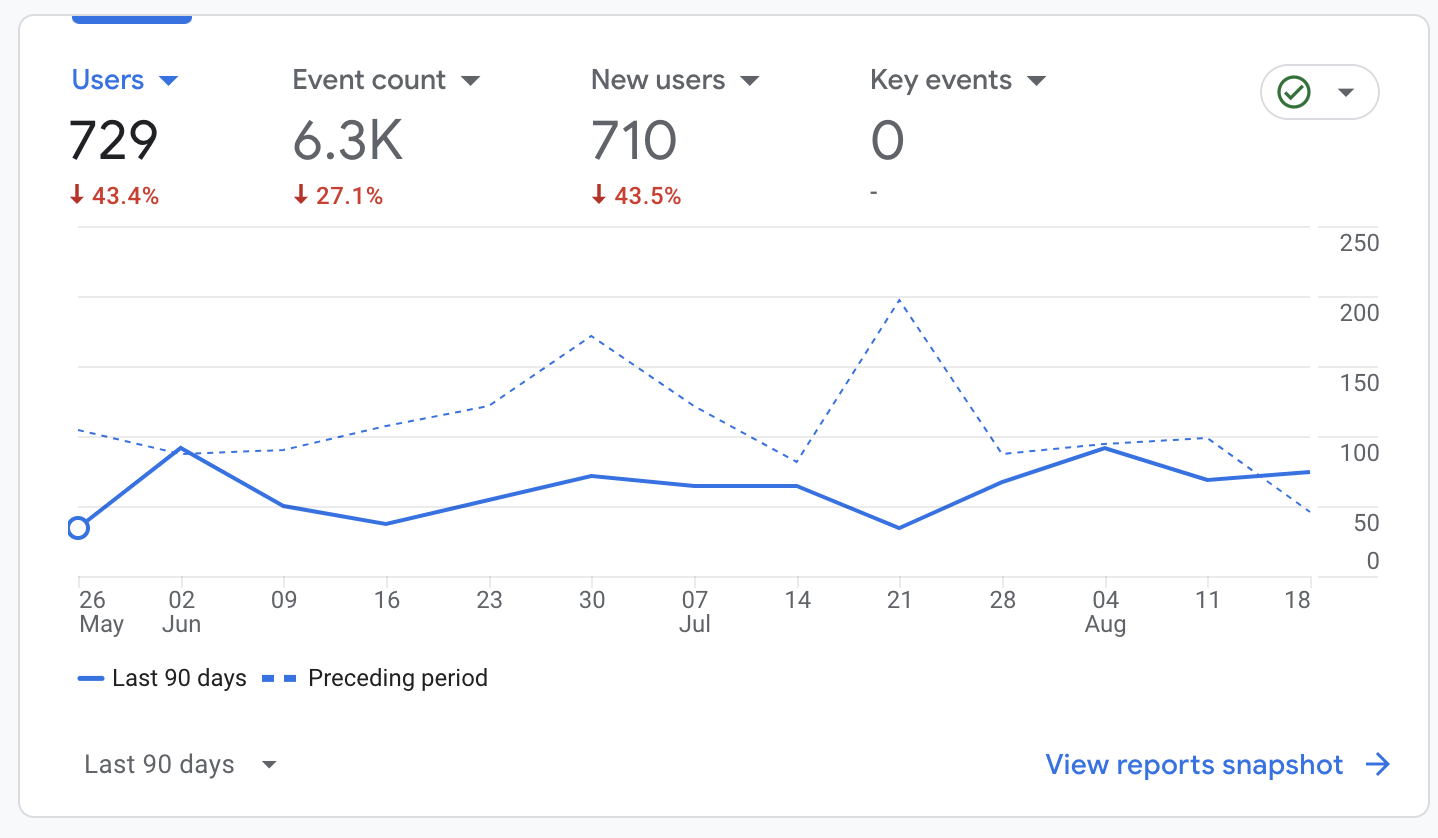 Users Event count New users Key events
729 6.3K 710 0
43.4% 27.1% 43.5% -
250
200
150
100
50
0
26 02 09 16 23 30 07 14 21 28 04 11 18
May Jun Jul Aug
Last 90 days Preceding period
Last 90 days View reports snapshot